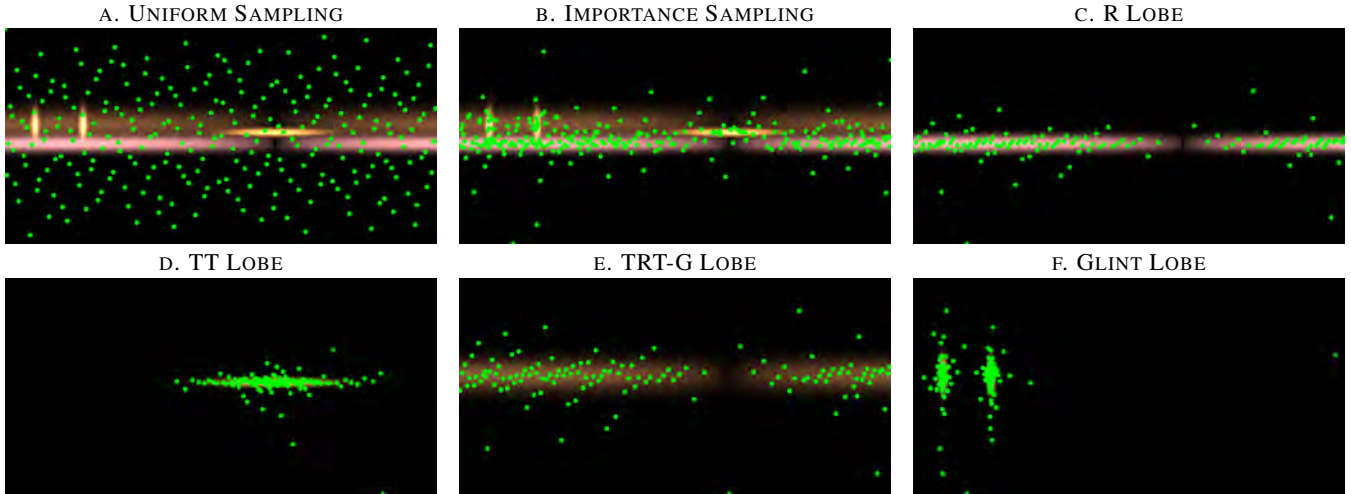 A. UNIFORM SAMPLING
B. IMPORTANCE SAMPLING
C. R LOBE
D. TT LOBE
E. TRT-G LOBE
F. GLINT LOBE